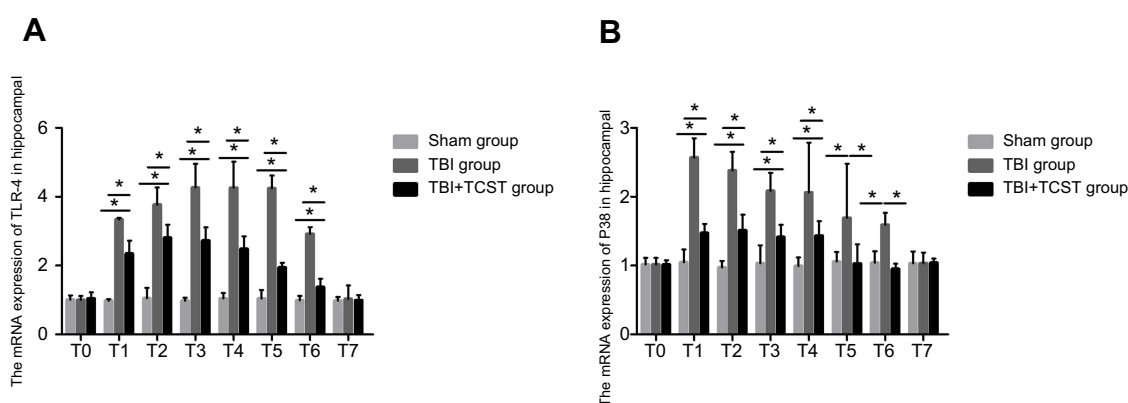 A
The mRNA expression of TLR-4 in hippocampal
6
4
2
0
* * * * * * * * * * * *
T0 T1 T2 T3 T4 T5 T6 T7
Sham group
TBI group
TBI+TCST group
B
The mRNA expression of P38 in hippocampal
3
2
1
0
* * * * * * * * * * * *
T0 T1 T2 T3 T4 T5 T6 T7
Sham group
TBI group
TBI+TCST group